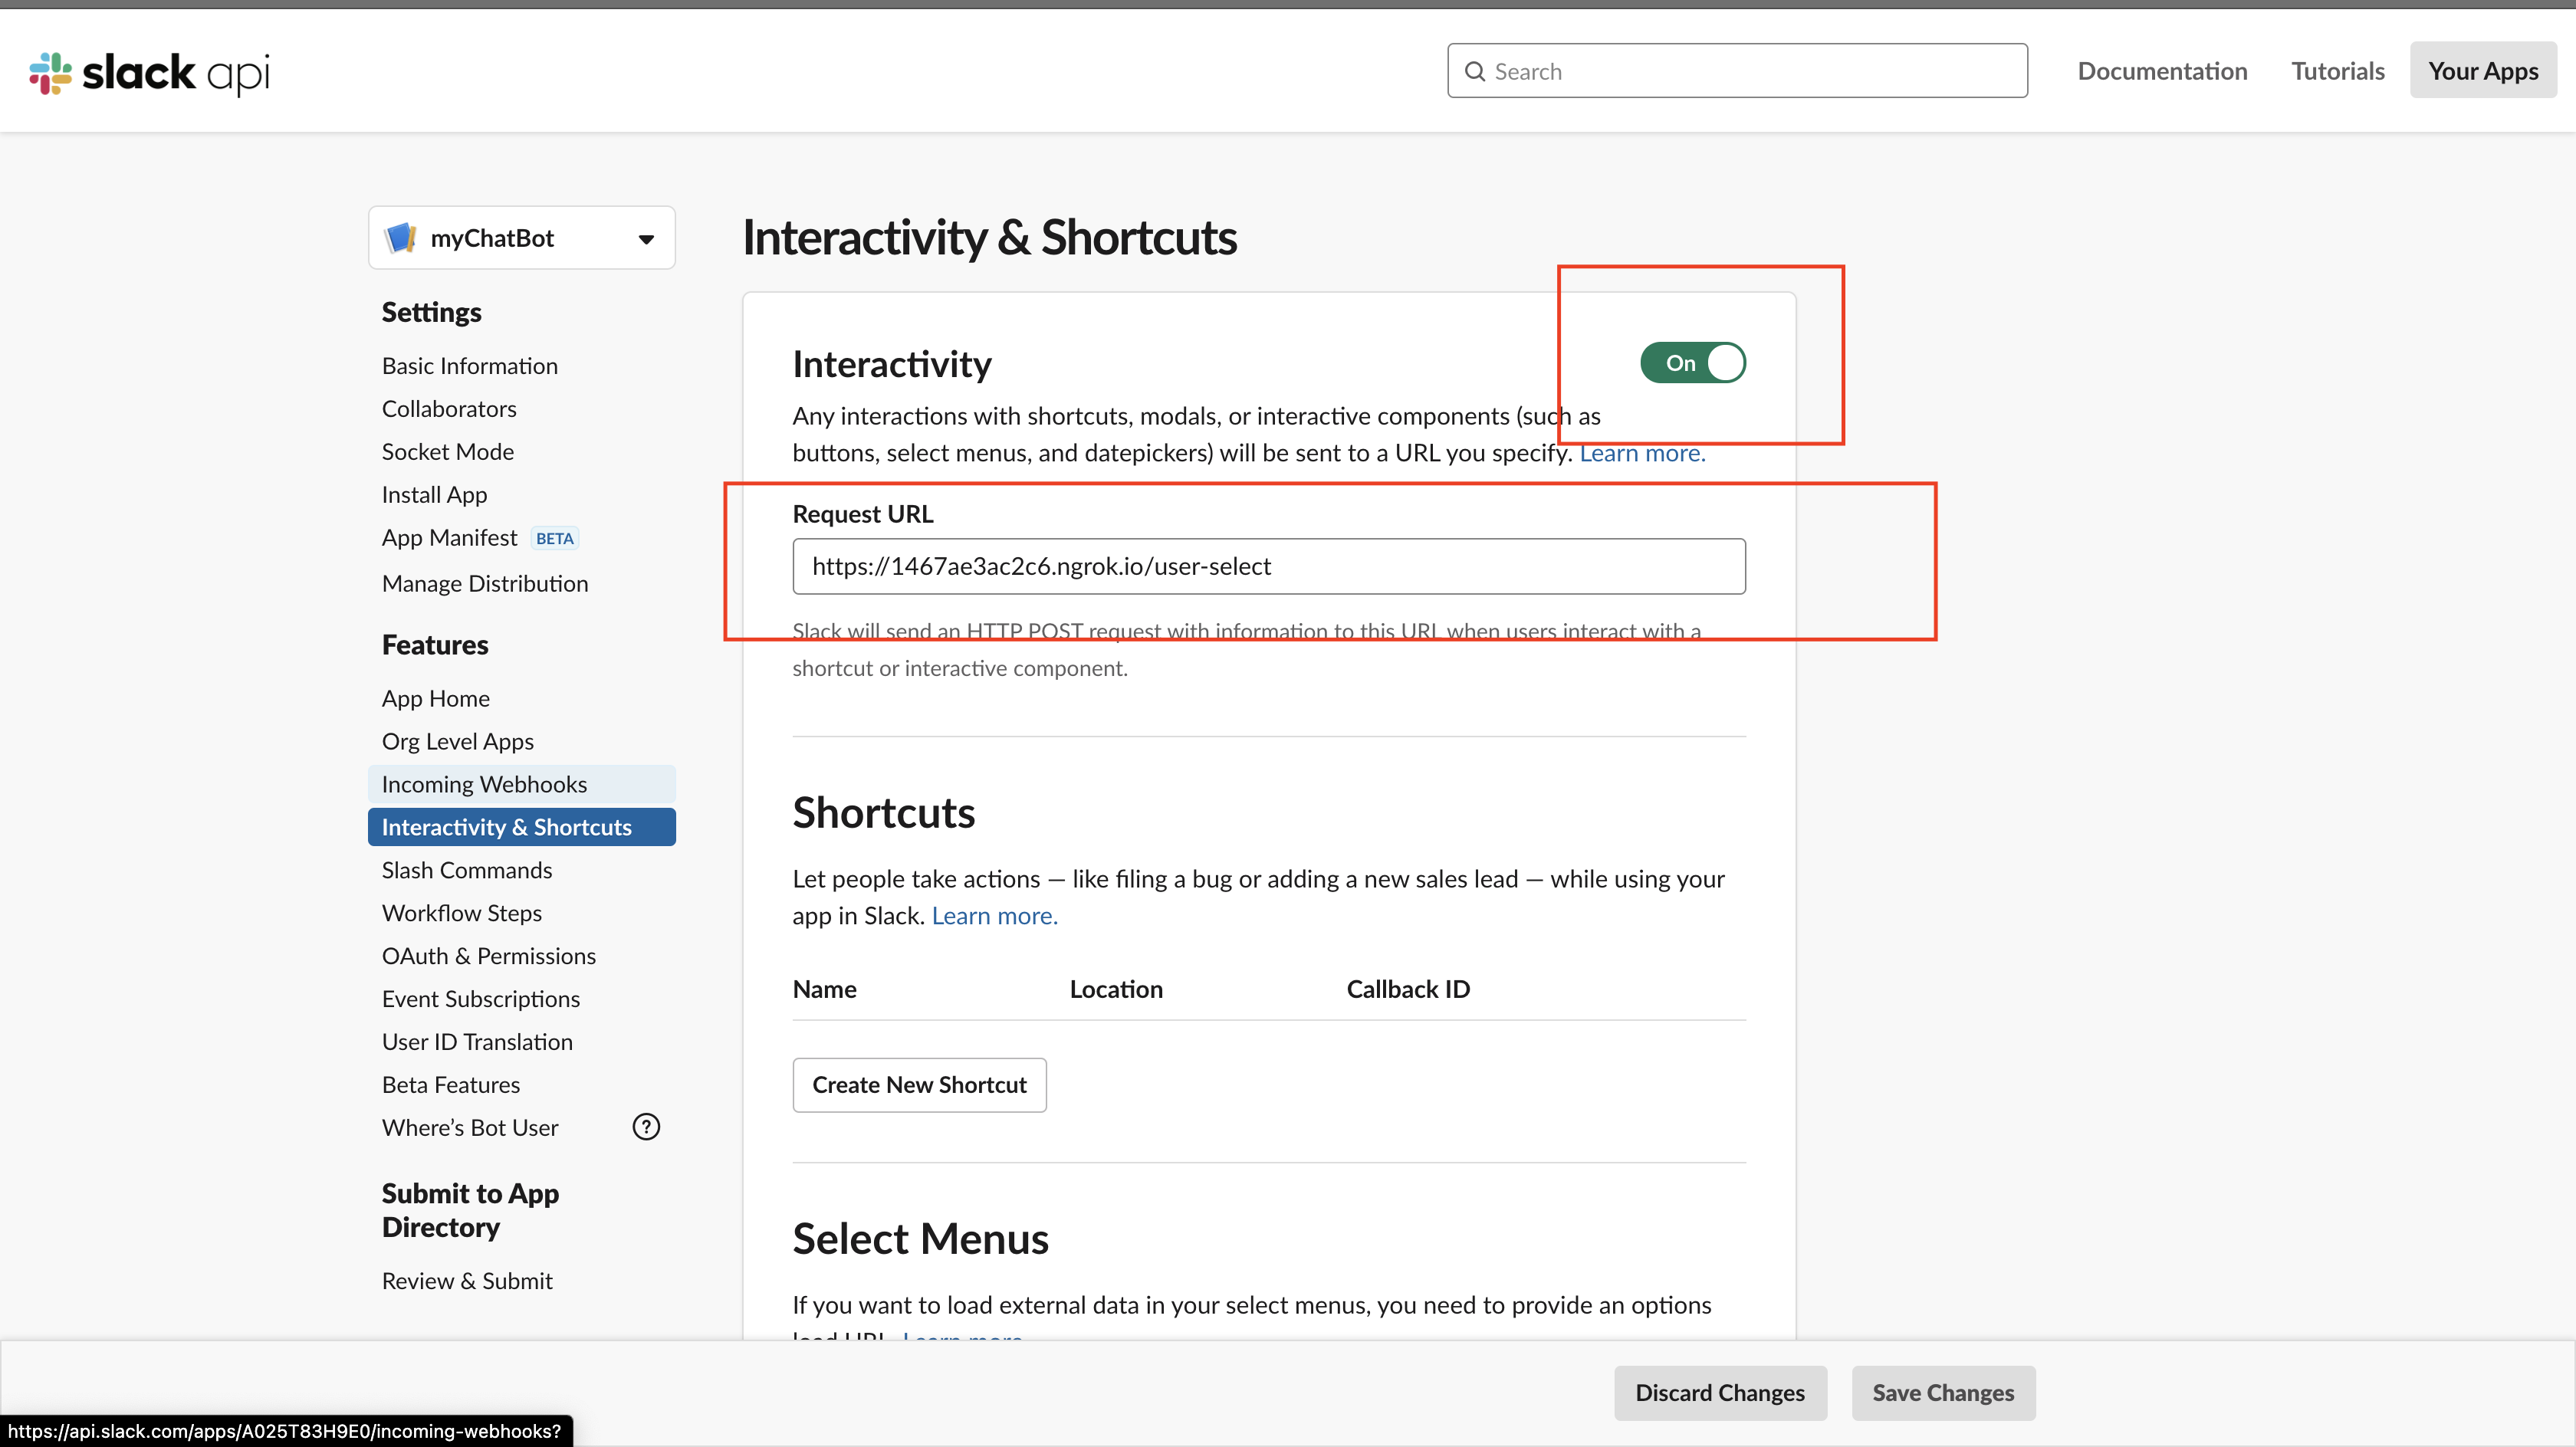 slack api
Search
Documentation
Tutorials
Your Apps
myChatBot
Settings
Basic Information
Collaborators
Socket Mode
Install App
App Manifest BETA
Manage Distribution
Features
App Home
Org Level Apps
Incoming Webhooks
Interactivity & Shortcuts
Slash Commands
Workflow Steps
OAuth & Permissions
Event Subscriptions
User ID Translation
Beta Features
Where’s Bot User ?
Submit to App
Directory
Review & Submit
Interactivity & Shortcuts
Interactivity
On
Any interactions with shortcuts, modals, or interactive components (such as
buttons, select menus, and datepickers) will be sent to a URL you specify. Learn more.
Request URL
https://1467ae3ac2c6.ngrok.io/user-select
Slack will send an HTTP POST request with information to this URL when users interact with a
shortcut or interactive component.
Shortcuts
Let people take actions — like filing a bug or adding a new sales lead — while using your
app in Slack. Learn more.
Name Location Callback ID
Create New Shortcut
Select Menus
If you want to load external data in your select menus, you need to provide an options
load URL. Learn more.
Discard Changes
Save Changes
https://api.slack.com/apps/A025T83H9E0/incoming-webhooks?